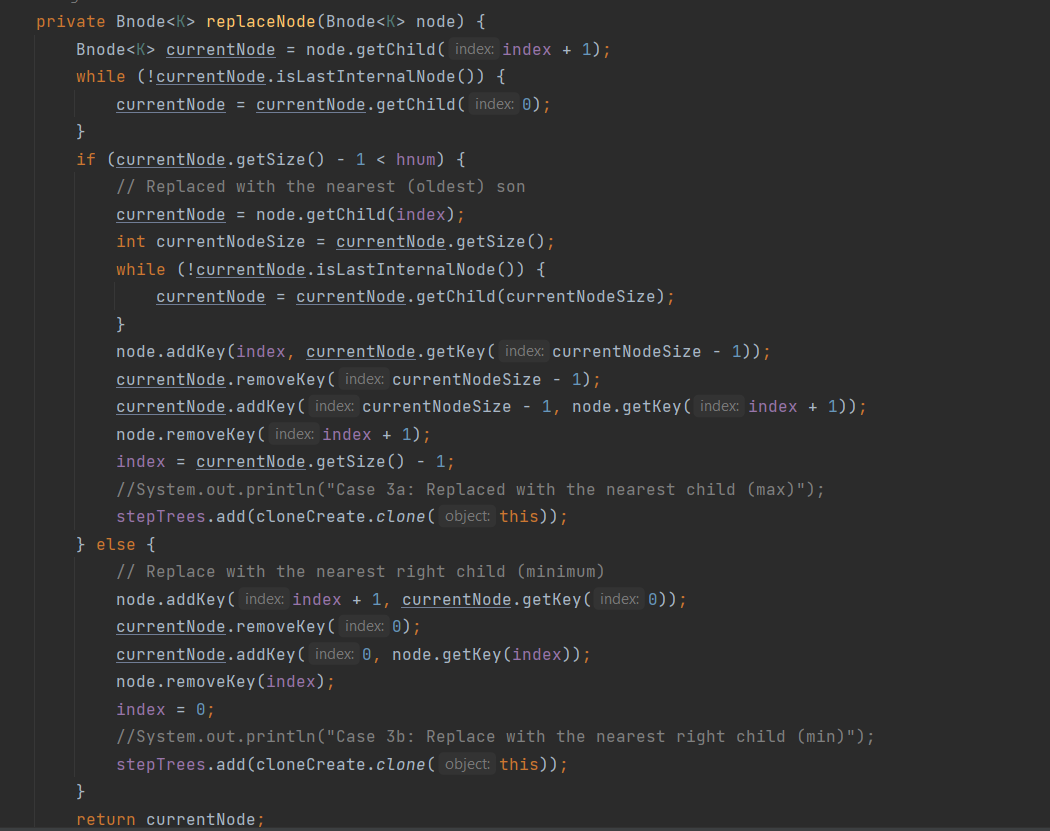 private Bnode<K> replaceNode(Bnode<K> node) {
Bnode<K> currentNode = node.getChild( index: index + 1);
while (!currentNode.isLastInternalNode()) {
currentNode = currentNode.getChild( index: 0);
}
if (currentNode.getSize() - 1 < hnum) {
// Replaced with the nearest (oldest) son
currentNode = node.getChild(index);
int currentNodeSize = currentNode.getSize();
while (!currentNode.isLastInternalNode()) {
currentNode = currentNode.getChild(currentNodeSize);
}
node.addKey(index, currentNode.getKey( index: currentNodeSize - 1));
currentNode.removeKey( index: currentNodeSize - 1);
currentNode.addKey( index: currentNodeSize - 1, node.getKey( index: index + 1));
node.removeKey( index: index + 1);
index = currentNode.getSize() - 1;
//System.out.println("Case 3a: Replaced with the nearest child (max)");
stepTrees.add(cloneCreate.clone( object: this));
} else {
// Replace with the nearest right child (minimum)
node.addKey( index: index + 1, currentNode.getKey( index: 0));
currentNode.removeKey( index: 0);
currentNode.addKey( index: 0, node.getKey(index));
node.removeKey(index);
index = 0;
//System.out.println("Case 3b: Replace with the nearest right child (min)");
stepTrees.add(cloneCreate.clone( object: this));
}
return currentNode;